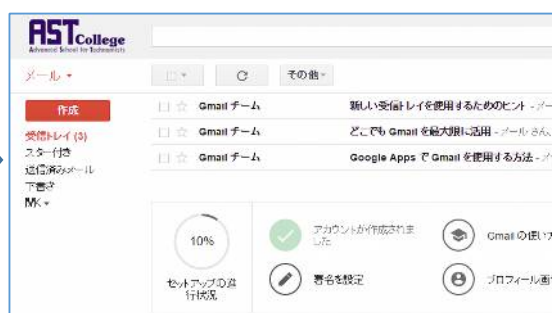 AST College
Advanced School for Technologists
メール
その他
作成
受信トレイ (3)
スター付き
送信済みメール
下書き
MK
Gmail チーム 新しい受信トレイを使用するためのヒント -
Gmail チーム どこでも Gmail を最大限に活用 -
Gmail チーム Google Apps で Gmail を使用する方法 -
10%
セットアップの進
行状況
アカウントが作成されま
した
Gmail の使い方
署名を設定
プロフィール画